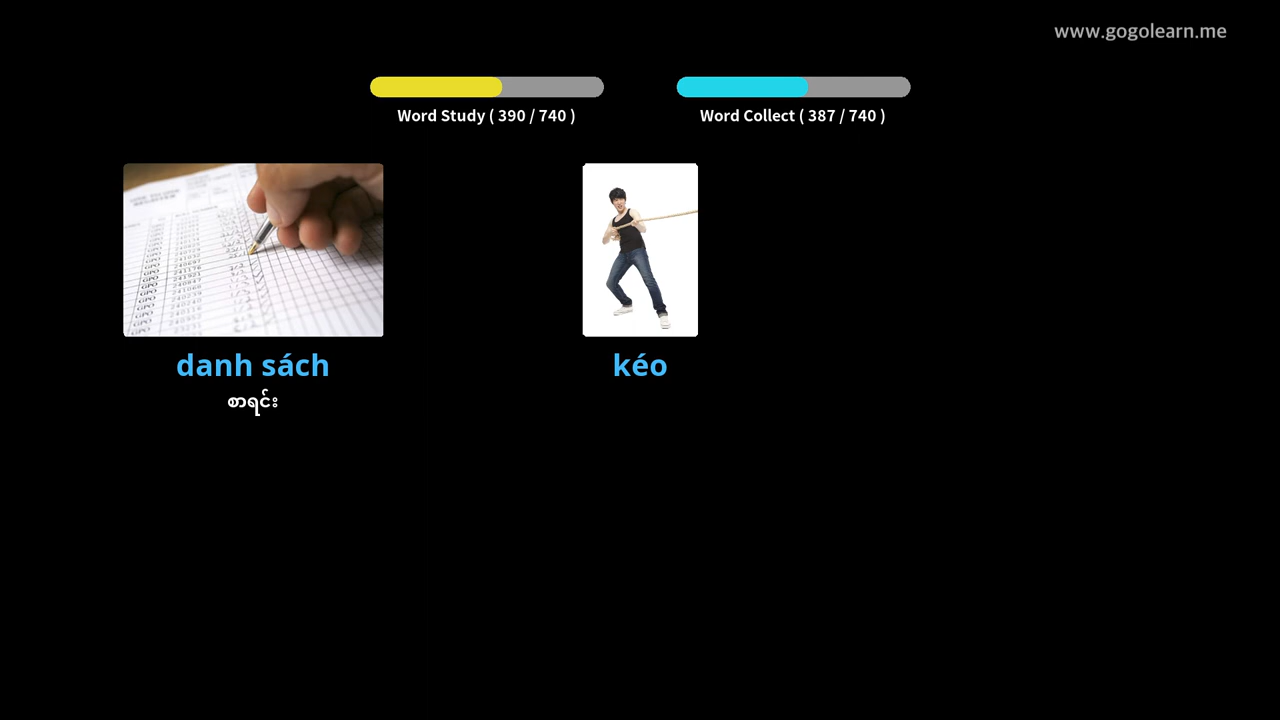 www.gogolearn.me
Word Study ( 390 / 740 )
Word Collect ( 387 / 740 )
danh sách
စာရင်း
kéo